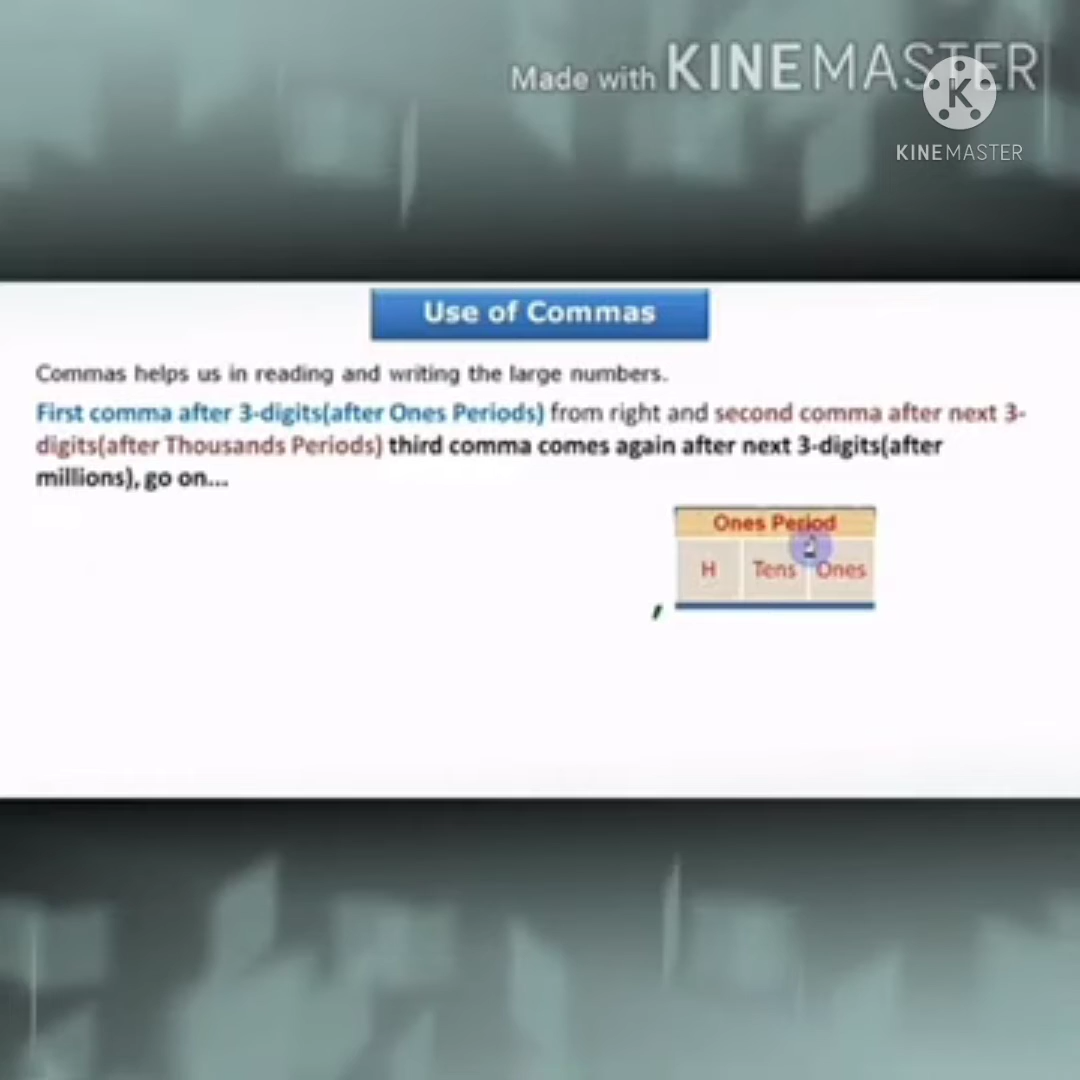 Made with KINEMASTER
K
KINEMASTER
Use of Commas
Commas helps us in reading and writing the large numbers.
First comma after 3-digits(after Ones Periods) from right and second comma after next 3-
digits(after Thousands Periods) third comma comes again after next 3-digits(after
millions), go on...
Ones Period
H Tens Ones
,